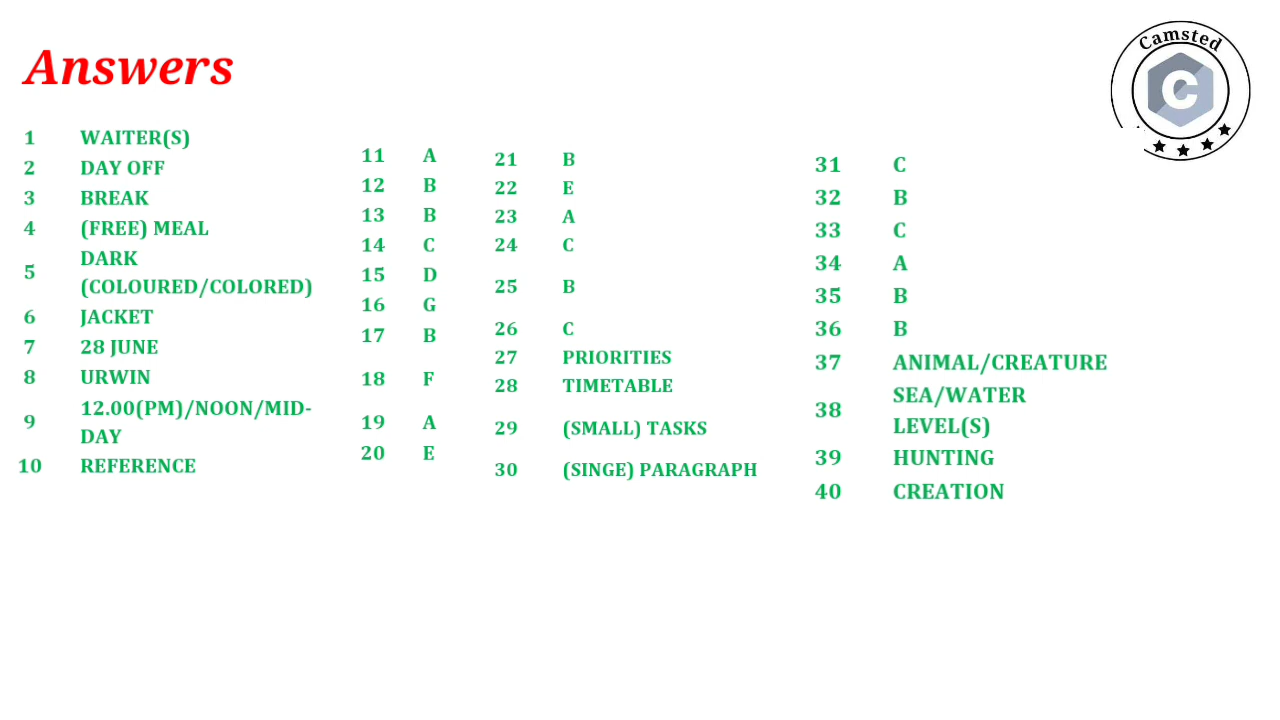 Answers
Camsted
C
1 WAITER(S)
2 DAY OFF
3 BREAK
4 (FREE) MEAL
5 DARK
(COLOURED/COLORED)
6 JACKET
7 28 JUNE
8 URWIN
9 12.00(PM)/NOON/MID-
DAY
10 REFERENCE
11 A
12 B
13 B
14 C
15 D
16 G
17 B
18 F
19 A
20 E
21 B
22 E
23 A
24 C
25 B
26 C
27 PRIORITIES
28 TIMETABLE
29 (SMALL) TASKS
30 (SINGE) PARAGRAPH
31 C
32 B
33 C
34 A
35 B
36 B
37 ANIMAL/CREATURE
38 SEA/WATER
LEVEL(S)
39 HUNTING
40 CREATION